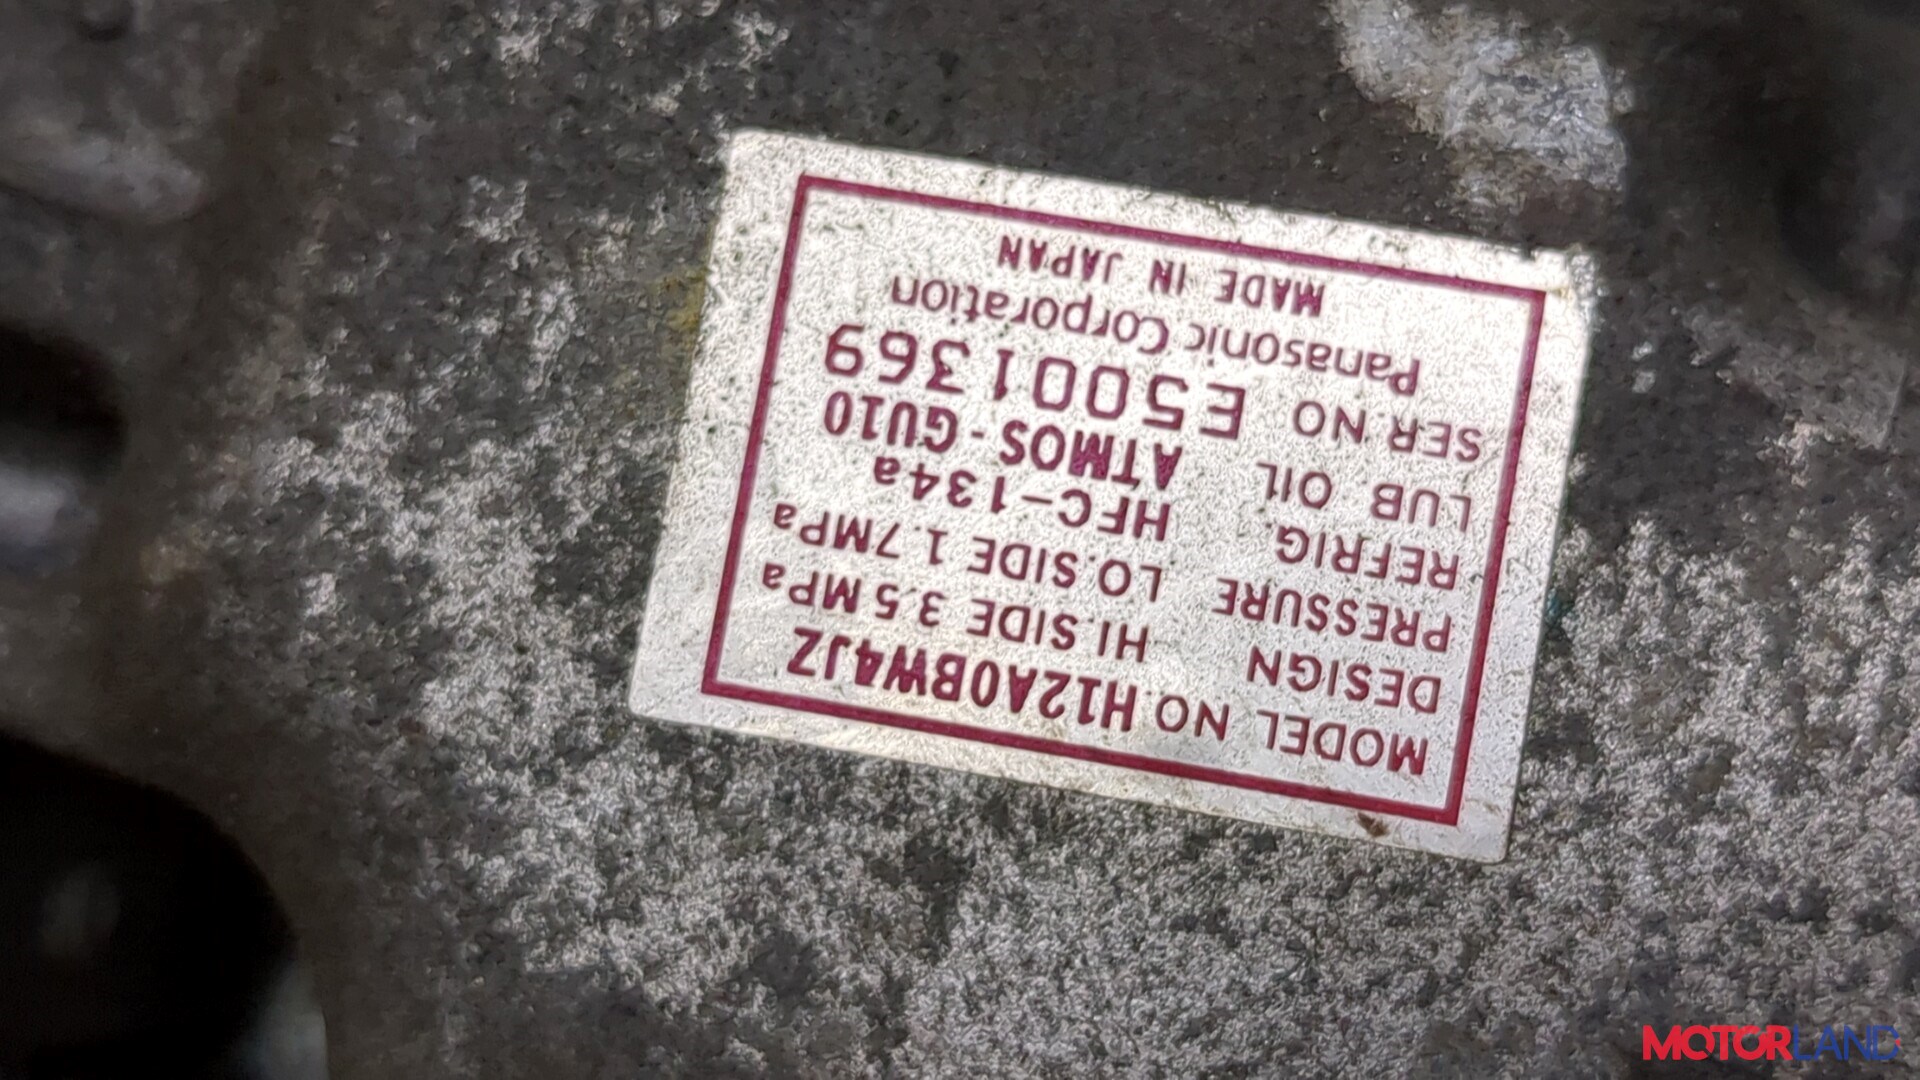 MODEL NO.H12A0BW4JZ
DESIGN HI.SIDE 3.5MPa
PRESSURE LO.SIDE 1.7MPa
REFRIG. HFC-134a
LUB OIL ATMOS-GU10
SER.NO E5001369
Panasonic Corporation
MADE IN JAPAN
MOTORLAND